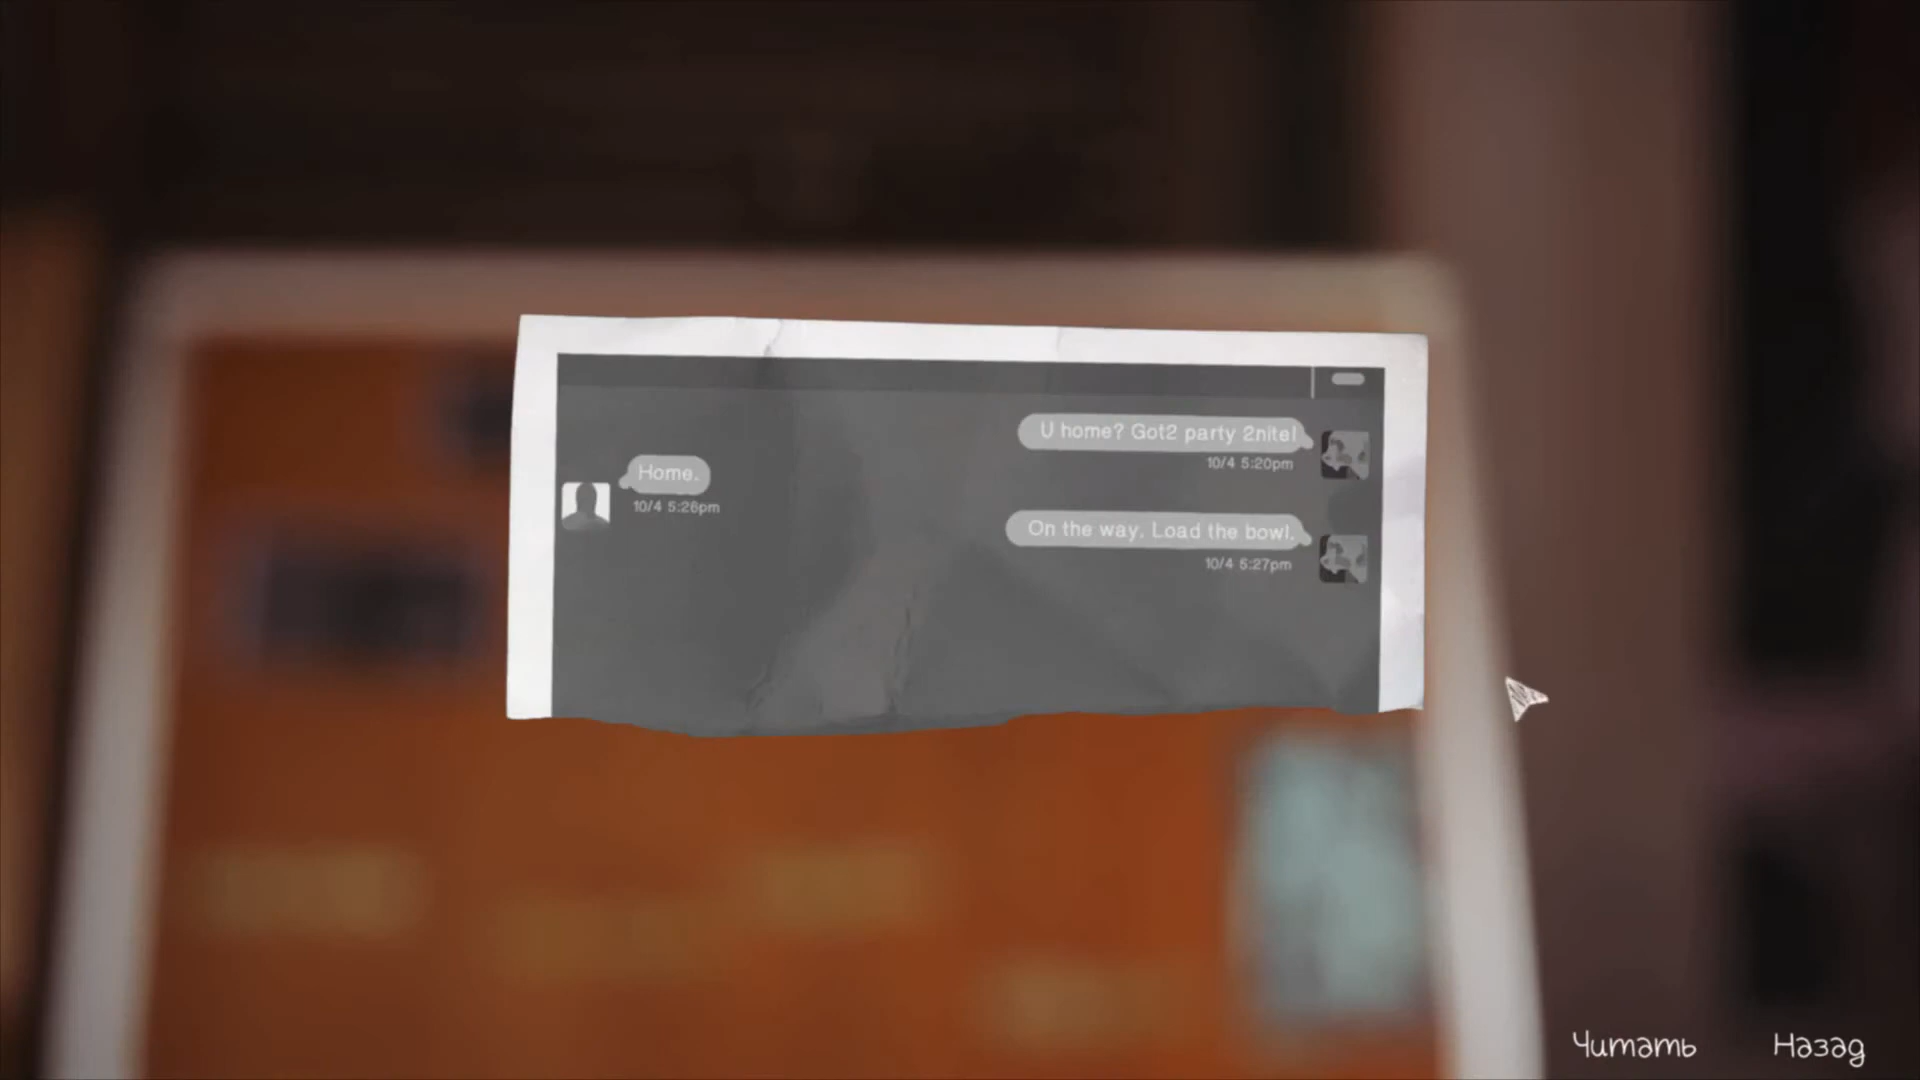 U home? Got2 party 2nite!
10/4 5:20pm
Home.
10/4 5:26pm
On the way. Load the bowl.
10/4 5:27pm
Читать
Назад